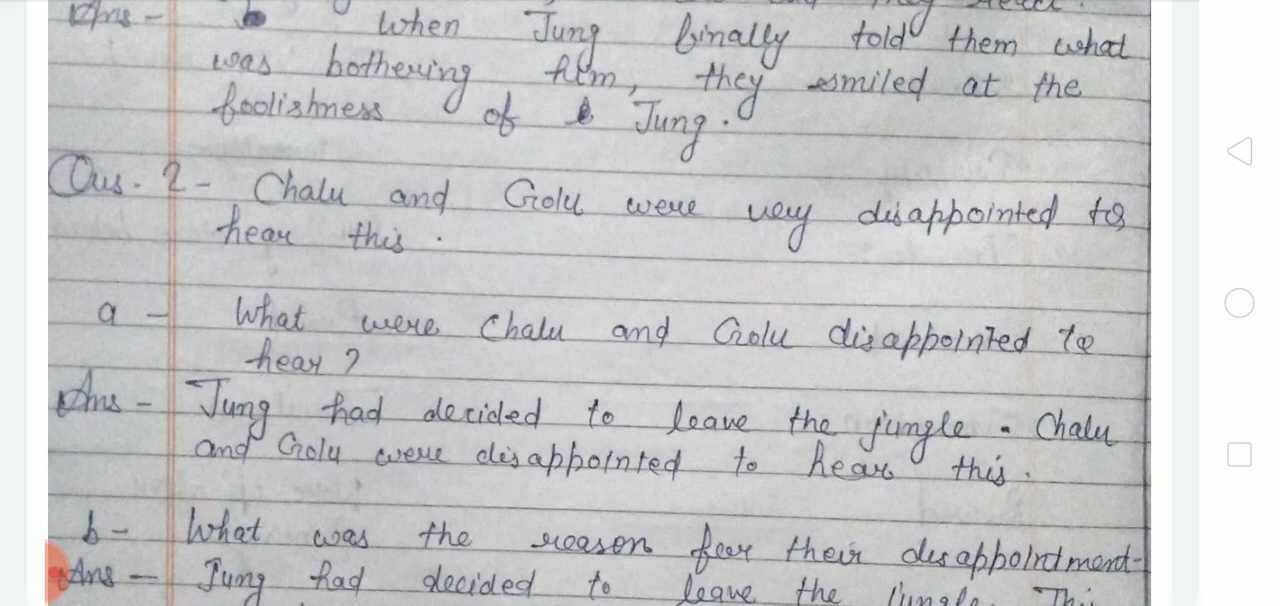 Ans - When Jung finally told them what
was bothering him, they smiled at the
foolishness of Jung.
Qus. 2 - Chalu and Golu were very disappointed to
hear this.
a - What were Chalu and Golu disappointed to
hear ?
Ans - Jung had decided to leave the jungle. Chalu
and Golu were disappointed to hear this.
b - What was the reason for their disappointment
Ans - Jung had decided to leave the jungle. This